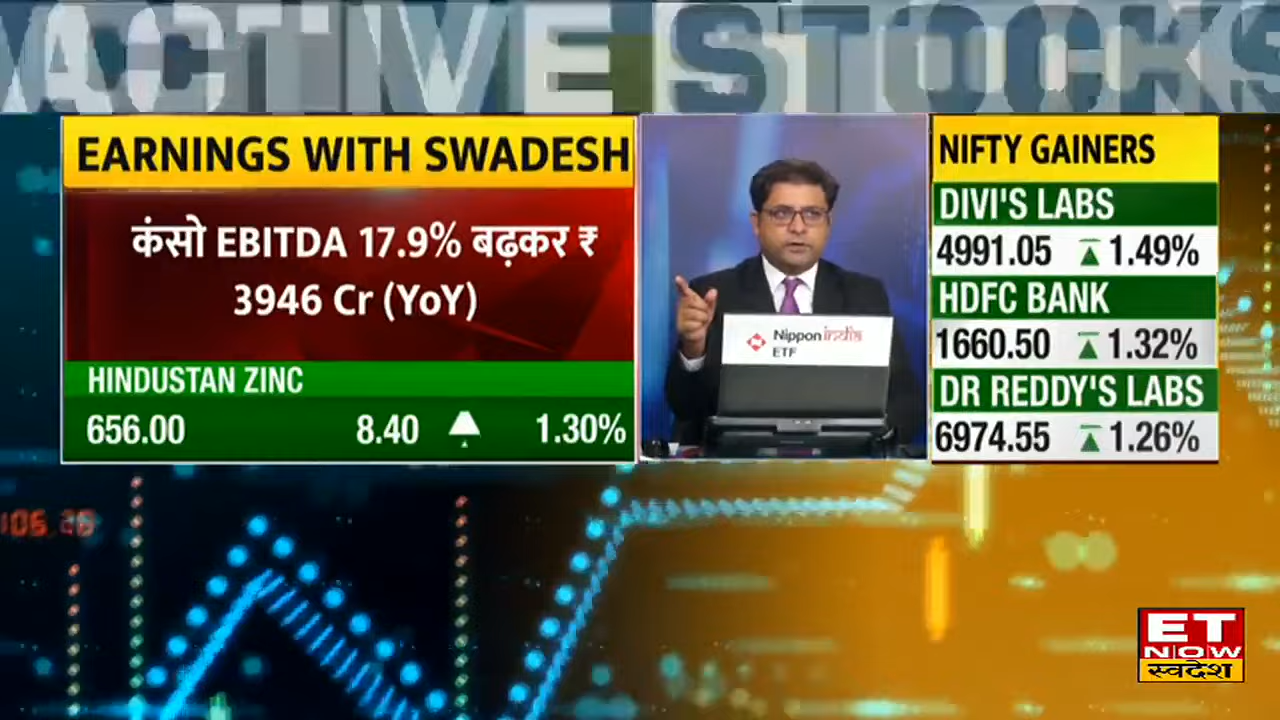 ACTIVE STOCKS
EARNINGS WITH SWADESH
कंसो EBITDA 17.9% बढ़कर ₹
3946 Cr (YoY)
HINDUSTAN ZINC
656.00 8.40 1.30%
Nippon india
ETF
NIFTY GAINERS
DIVI'S LABS
4991.05 1.49%
HDFC BANK
1660.50 1.32%
DR REDDY'S LABS
6974.55 1.26%
ET
NOW
स्वदेश